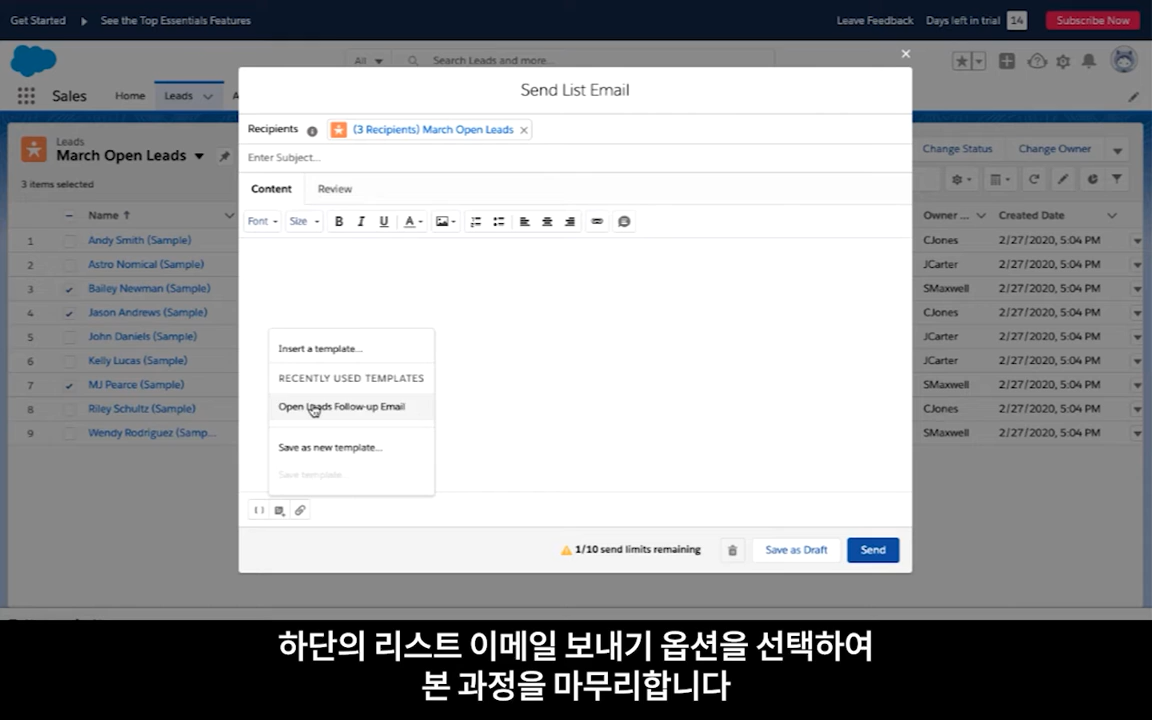 Get Started
See the Top Essentials Features
Leave Feedback
Days left in trial 14
Subscribe Now
All
Search Leads and more...
Sales
Home
Leads
Leads
March Open Leads
3 items selected
Change Status
Change Owner
Name
Owner ...
Created Date
1 Andy Smith (Sample) CJones 2/27/2020, 5:04 PM
2 Astro Nomical (Sample) JCarter 2/27/2020, 5:04 PM
3 Bailey Newman (Sample) SMaxwell 2/27/2020, 5:04 PM
4 Jason Andrews (Sample) CJones 2/27/2020, 5:04 PM
5 John Daniels (Sample) JCarter 2/27/2020, 5:04 PM
6 Kelly Lucas (Sample) JCarter 2/27/2020, 5:04 PM
7 MJ Pearce (Sample) SMaxwell 2/27/2020, 5:04 PM
8 Riley Schultz (Sample) CJones 2/27/2020, 5:04 PM
9 Wendy Rodriguez (Samp... SMaxwell 2/27/2020, 5:04 PM
Send List Email
Recipients
(3 Recipients) March Open Leads
Enter Subject...
Content
Review
Font
Size
B I U A
Insert a template...
RECENTLY USED TEMPLATES
Open Leads Follow-up Email
Save as new template...
Save template
1/10 send limits remaining
Save as Draft
Send
하단의 리스트 이메일 보내기 옵션을 선택하여
본 과정을 마무리합니다